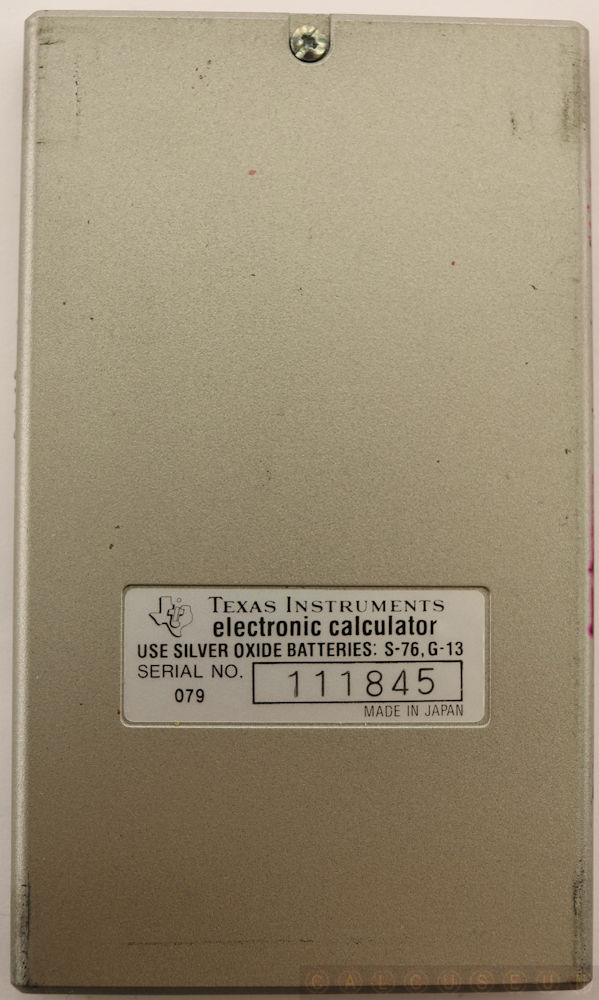 TEXAS INSTRUMENTS
electronic calculator
USE SILVER OXIDE BATTERIES: S-76, G-13
SERIAL NO. 111845
079
MADE IN JAPAN
CALCUSEUM